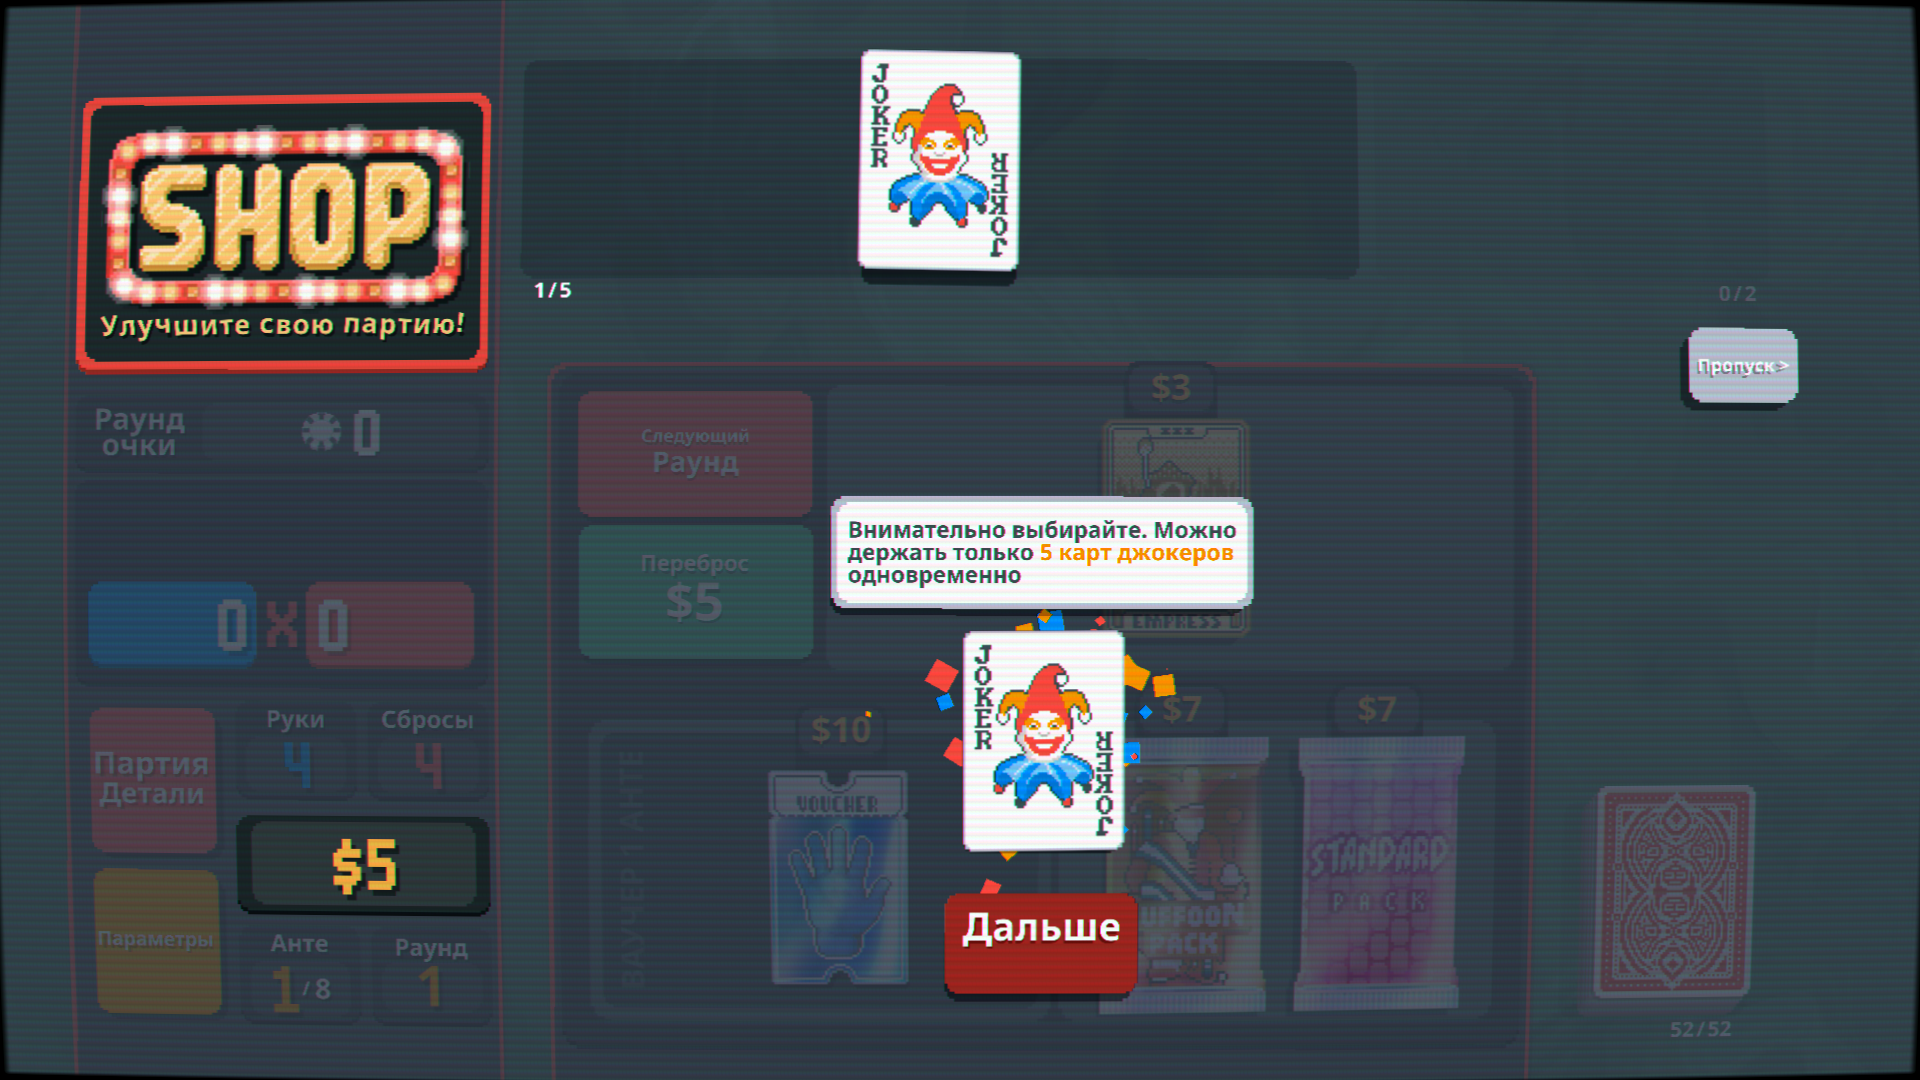 SHOP
Улучшите свою партию!
JOKER
JOKER
1/5
0/2
Пропуск >
Раунд
очки
0
Следующий
Раунд
$3
Внимательно выбирайте. Можно
держать только 5 карт джокеров
одновременно
Переброс
$5
EMPRESS
0 X 0
JOKER
JOKER
Партия
Детали
Руки
4
Сбросы
4
$5
Параметры
Анте
1/8
Раунд
1
$10
VOUCHER
$7
PACK
$7
STANDARD
PACK
Дальше
52/52